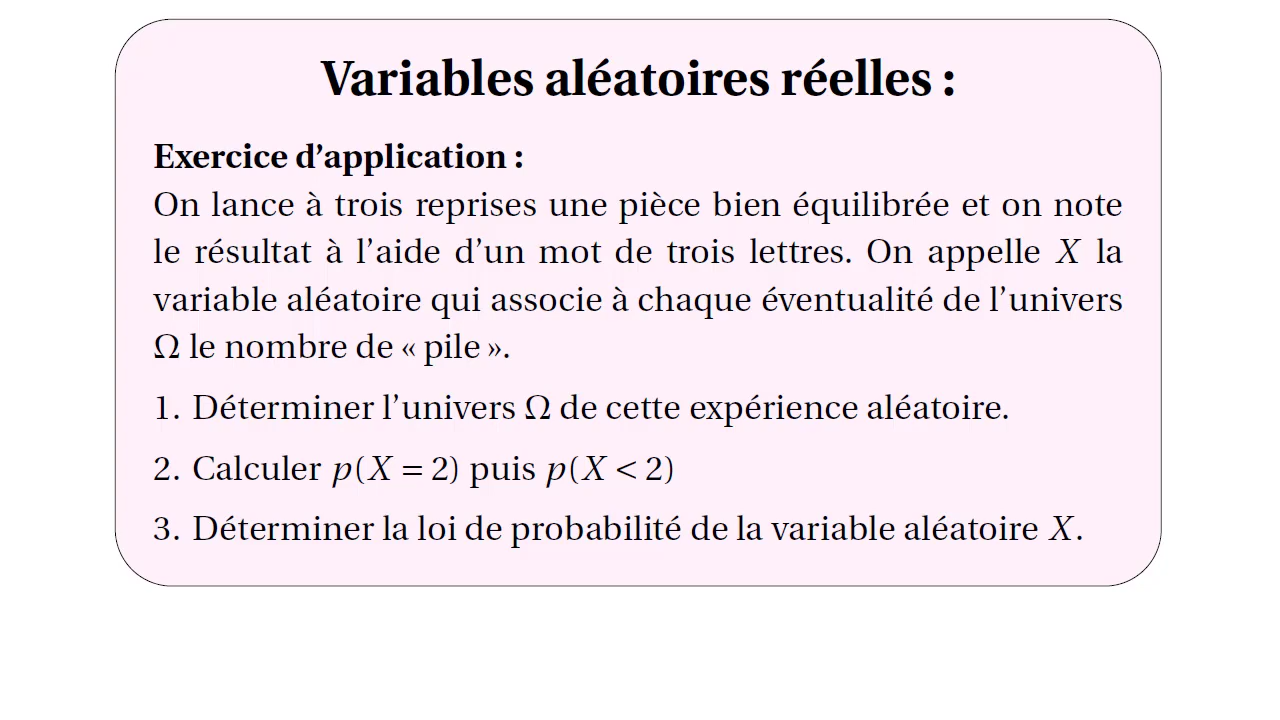 Variables aléatoires réelles :
Exercice d’application :
On lance à trois reprises une pièce bien équilibrée et on note
le résultat à l’aide d’un mot de trois lettres. On appelle X la
variable aléatoire qui associe à chaque éventualité de l’univers
Ω le nombre de « pile ».
1. Déterminer l’univers Ω de cette expérience aléatoire.
2. Calculer p(X = 2) puis p(X < 2)
3. Déterminer la loi de probabilité de la variable aléatoire X.